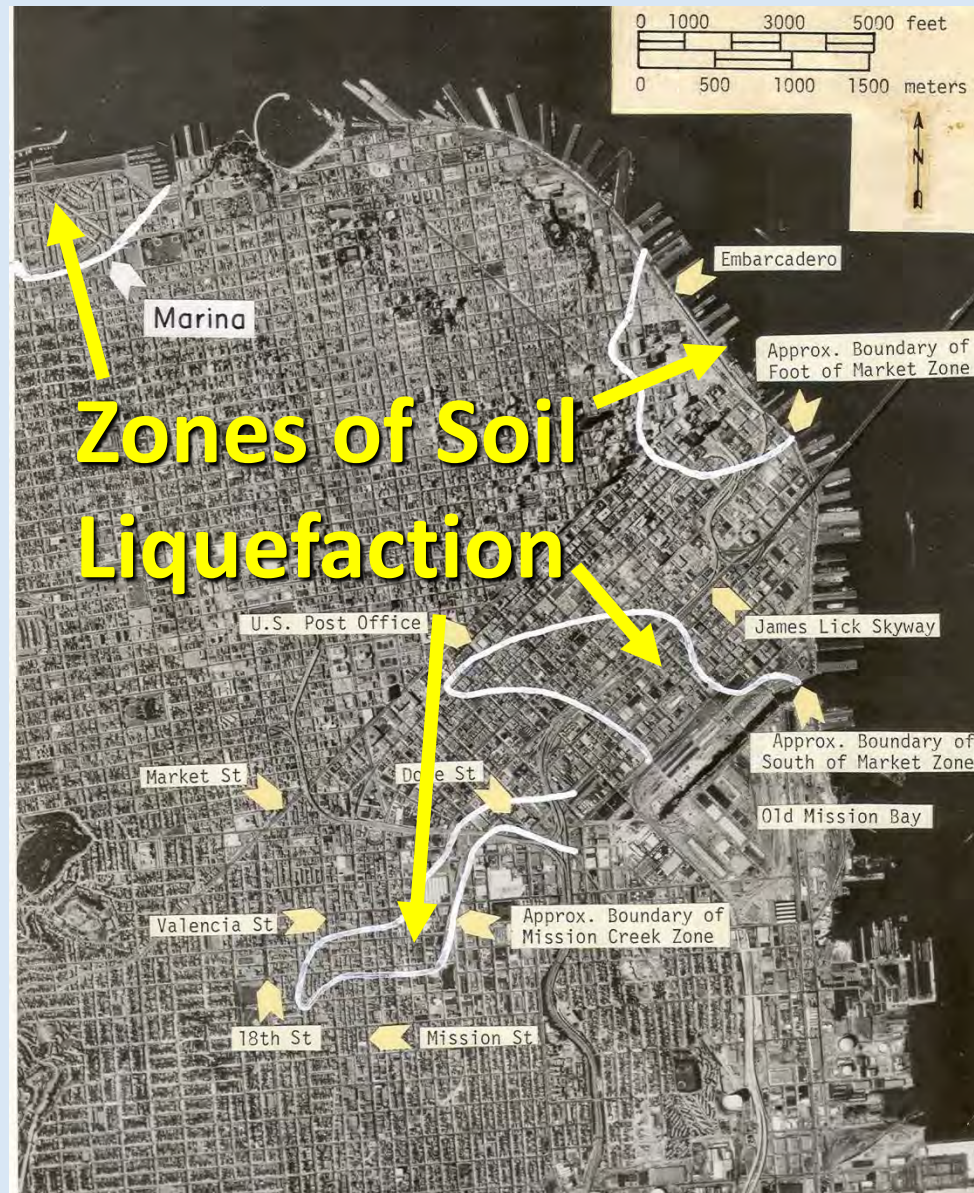 0 1000 3000 5000 feet
0 500 1000 1500 meters
N
Embarcadero
Marina
Approx. Boundary of
Foot of Market Zone
Zones of Soil
Liquefaction
U.S. Post Office
James Lick Skyway
Approx. Boundary of
South of Market Zone
Market St
St
Old Mission Bay
Valencia St
Approx. Boundary of
Mission Creek Zone
18th St
Mission St